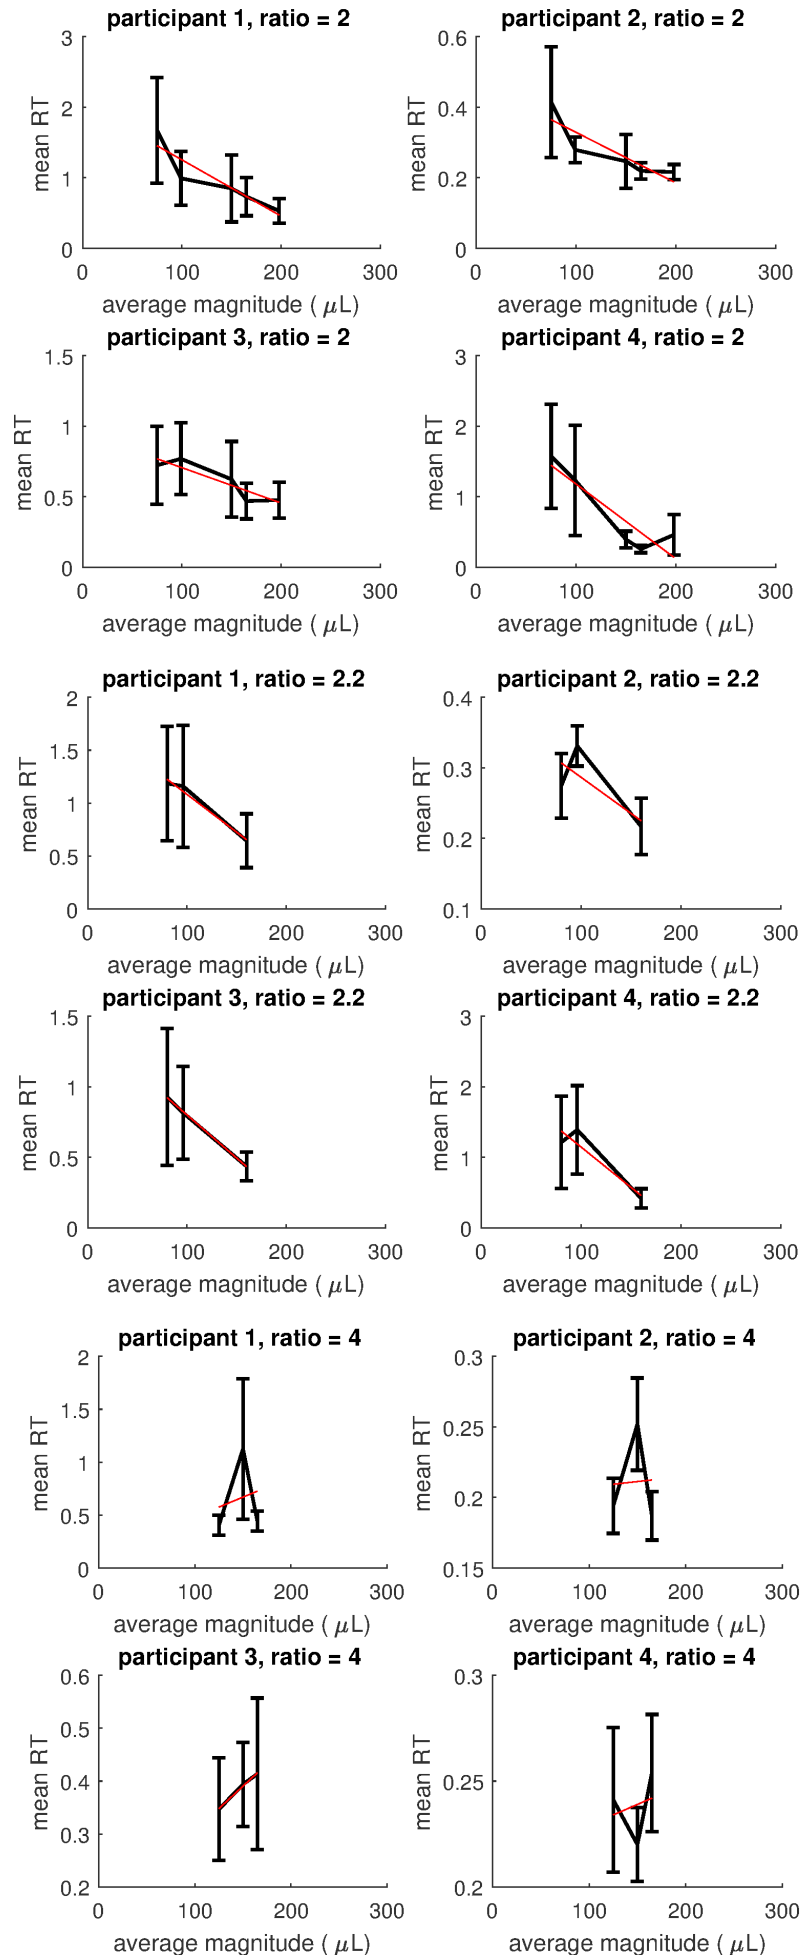 participant 1, ratio = 2
3
2
1
0
mean RT
0 100 200 300
average magnitude ( μL)
participant 2, ratio = 2
0.6
0.4
0.2
0
mean RT
0 100 200 300
average magnitude ( μL)
participant 3, ratio = 2
1.5
1
0.5
0
mean RT
0 100 200 300
average magnitude ( μL)
participant 4, ratio = 2
3
2
1
0
mean RT
0 100 200 300
average magnitude ( μL)
participant 1, ratio = 2.2
2
1.5
1
0.5
0
mean RT
0 100 200 300
average magnitude ( μL)
participant 2, ratio = 2.2
0.4
0.3
0.2
0.1
mean RT
0 100 200 300
average magnitude ( μL)
participant 3, ratio = 2.2
1.5
1
0.5
0
mean RT
0 100 200 300
average magnitude ( μL)
participant 4, ratio = 2.2
3
2
1
0
mean RT
0 100 200 300
average magnitude ( μL)
participant 1, ratio = 4
2
1.5
1
0.5
0
mean RT
0 100 200 300
average magnitude ( μL)
participant 2, ratio = 4
0.3
0.25
0.2
0.15
mean RT
0 100 200 300
average magnitude ( μL)
participant 3, ratio = 4
0.6
0.5
0.4
0.3
0.2
mean RT
0 100 200 300
average magnitude ( μL)
participant 4, ratio = 4
0.3
0.25
0.2
mean RT
0 100 200 300
average magnitude ( μL)